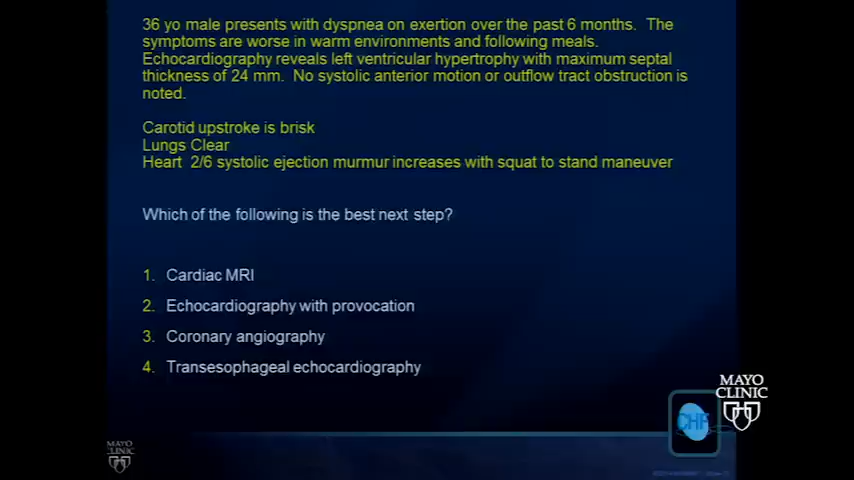 36 yo male presents with dyspnea on exertion over the past 6 months. The
symptoms are worse in warm environments and following meals.
Echocardiography reveals left ventricular hypertrophy with maximum septal
thickness of 24 mm. No systolic anterior motion or outflow tract obstruction is
noted.
Carotid upstroke is brisk
Lungs Clear
Heart 2/6 systolic ejection murmur increases with squat to stand maneuver
Which of the following is the best next step?
1. Cardiac MRI
2. Echocardiography with provocation
3. Coronary angiography
4. Transesophageal echocardiography
MAYO
CLINIC
CHF
MAYO
CLINIC